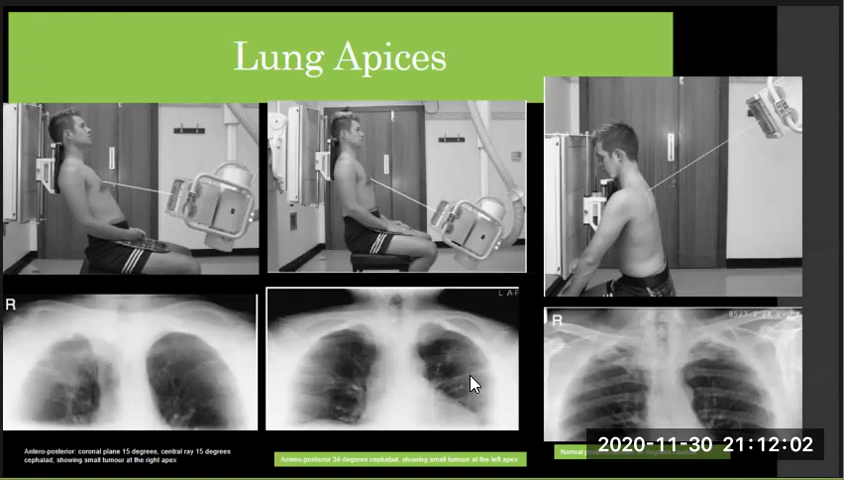 Lung Apices
R
L A P
R
Antero-posterior: coronal plane 15 degrees, central ray 15 degrees
cephalad, showing small tumour at the right apex
Antero-posterior 30 degrees cephalad, showing small tumour at the left apex
Normal
2020-11-30 21:12:02